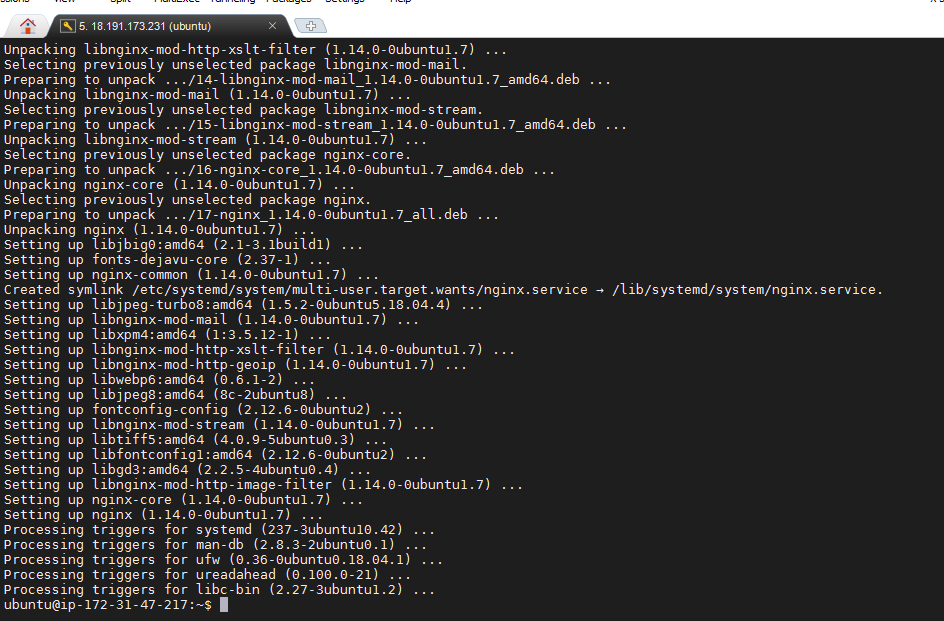 ssions View Split MultiExec Tunneling Packages Settings Help
5. 18.191.173.231 (ubuntu)
Unpacking libnginx-mod-http-xslt-filter (1.14.0-0ubuntu1.7) ...
Selecting previously unselected package libnginx-mod-mail.
Preparing to unpack .../14-libnginx-mod-mail_1.14.0-0ubuntu1.7_amd64.deb ...
Unpacking libnginx-mod-mail (1.14.0-0ubuntu1.7) ...
Selecting previously unselected package libnginx-mod-stream.
Preparing to unpack .../15-libnginx-mod-stream_1.14.0-0ubuntu1.7_amd64.deb ...
Unpacking libnginx-mod-stream (1.14.0-0ubuntu1.7) ...
Selecting previously unselected package nginx-core.
Preparing to unpack .../16-nginx-core_1.14.0-0ubuntu1.7_amd64.deb ...
Unpacking nginx-core (1.14.0-0ubuntu1.7) ...
Selecting previously unselected package nginx.
Preparing to unpack .../17-nginx_1.14.0-0ubuntu1.7_all.deb ...
Unpacking nginx (1.14.0-0ubuntu1.7) ...
Setting up libjbig0:amd64 (2.1-3.1build1) ...
Setting up fonts-dejavu-core (2.37-1) ...
Setting up nginx-common (1.14.0-0ubuntu1.7) ...
Created symlink /etc/systemd/system/multi-user.target.wants/nginx.service → /lib/systemd/system/nginx.service.
Setting up libjpeg-turbo8:amd64 (1.5.2-0ubuntu5.18.04.4) ...
Setting up libnginx-mod-mail (1.14.0-0ubuntu1.7) ...
Setting up libxpm4:amd64 (1:3.5.12-1) ...
Setting up libnginx-mod-http-xslt-filter (1.14.0-0ubuntu1.7) ...
Setting up libnginx-mod-http-geoip (1.14.0-0ubuntu1.7) ...
Setting up libwebp6:amd64 (0.6.1-2) ...
Setting up libjpeg8:amd64 (8c-2ubuntu8) ...
Setting up fontconfig-config (2.12.6-0ubuntu2) ...
Setting up libnginx-mod-stream (1.14.0-0ubuntu1.7) ...
Setting up libtiff5:amd64 (4.0.9-5ubuntu0.3) ...
Setting up libfontconfig1:amd64 (2.12.6-0ubuntu2) ...
Setting up libgd3:amd64 (2.2.5-4ubuntu0.4) ...
Setting up libnginx-mod-http-image-filter (1.14.0-0ubuntu1.7) ...
Setting up nginx-core (1.14.0-0ubuntu1.7) ...
Setting up nginx (1.14.0-0ubuntu1.7) ...
Processing triggers for systemd (237-3ubuntu10.42) ...
Processing triggers for man-db (2.8.3-2ubuntu0.1) ...
Processing triggers for ufw (0.36-0ubuntu0.18.04.1) ...
Processing triggers for ureadahead (0.100.0-21) ...
Processing triggers for libc-bin (2.27-3ubuntu1.2) ...
ubuntu@ip-172-31-47-217:~$